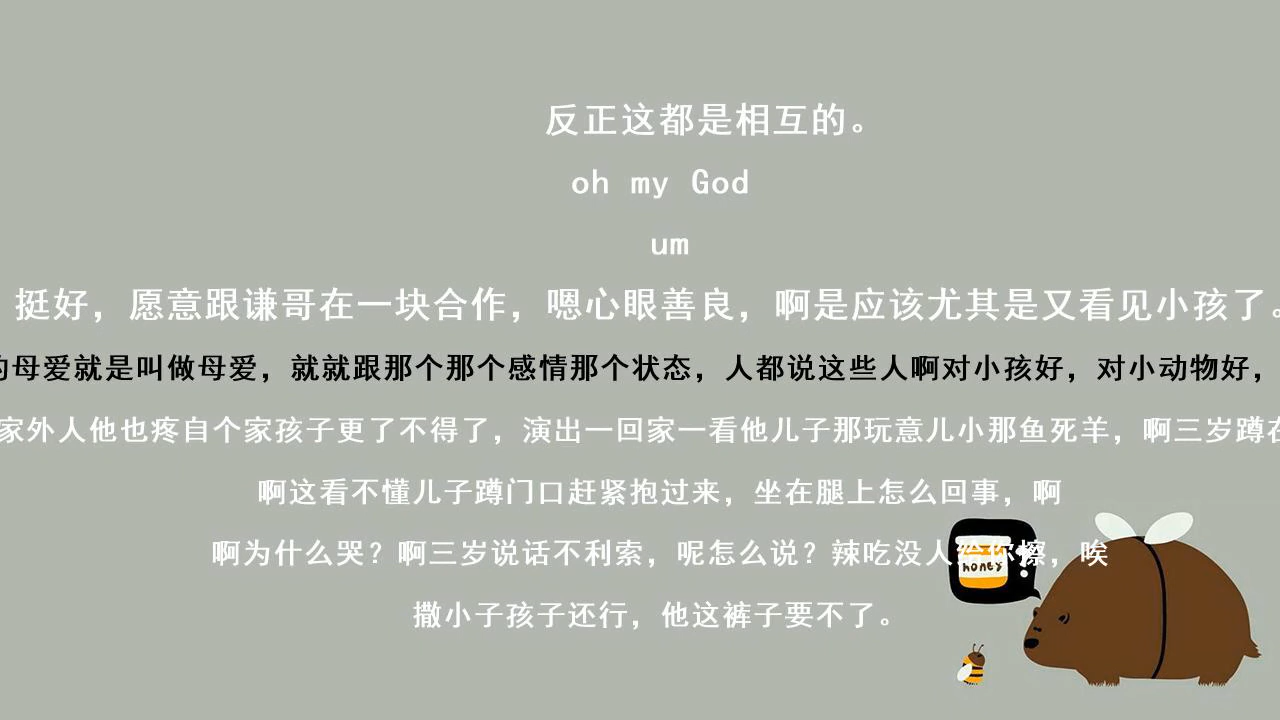 反正这都是相互的。
oh my God
um
挺好，愿意跟谦哥在一块合作，嗯心眼善良，啊是应该尤其是又看见小孩了。
的母爱就是叫做母爱，就就跟那个那个感情那个状态，人都说这些人啊对小孩好，对小动物好，
家外人他也疼自个家孩子更了不得了，演出一回家一看他儿子那玩意儿小那鱼死羊，啊三岁蹲在
啊这看不懂儿子蹲门口赶紧抱过来，坐在腿上怎么回事，啊
啊为什么哭？啊三岁说话不利索，呢怎么说？辣吃没人给你擦，唉
撒小子孩子还行，他这裤子要不了。
honey